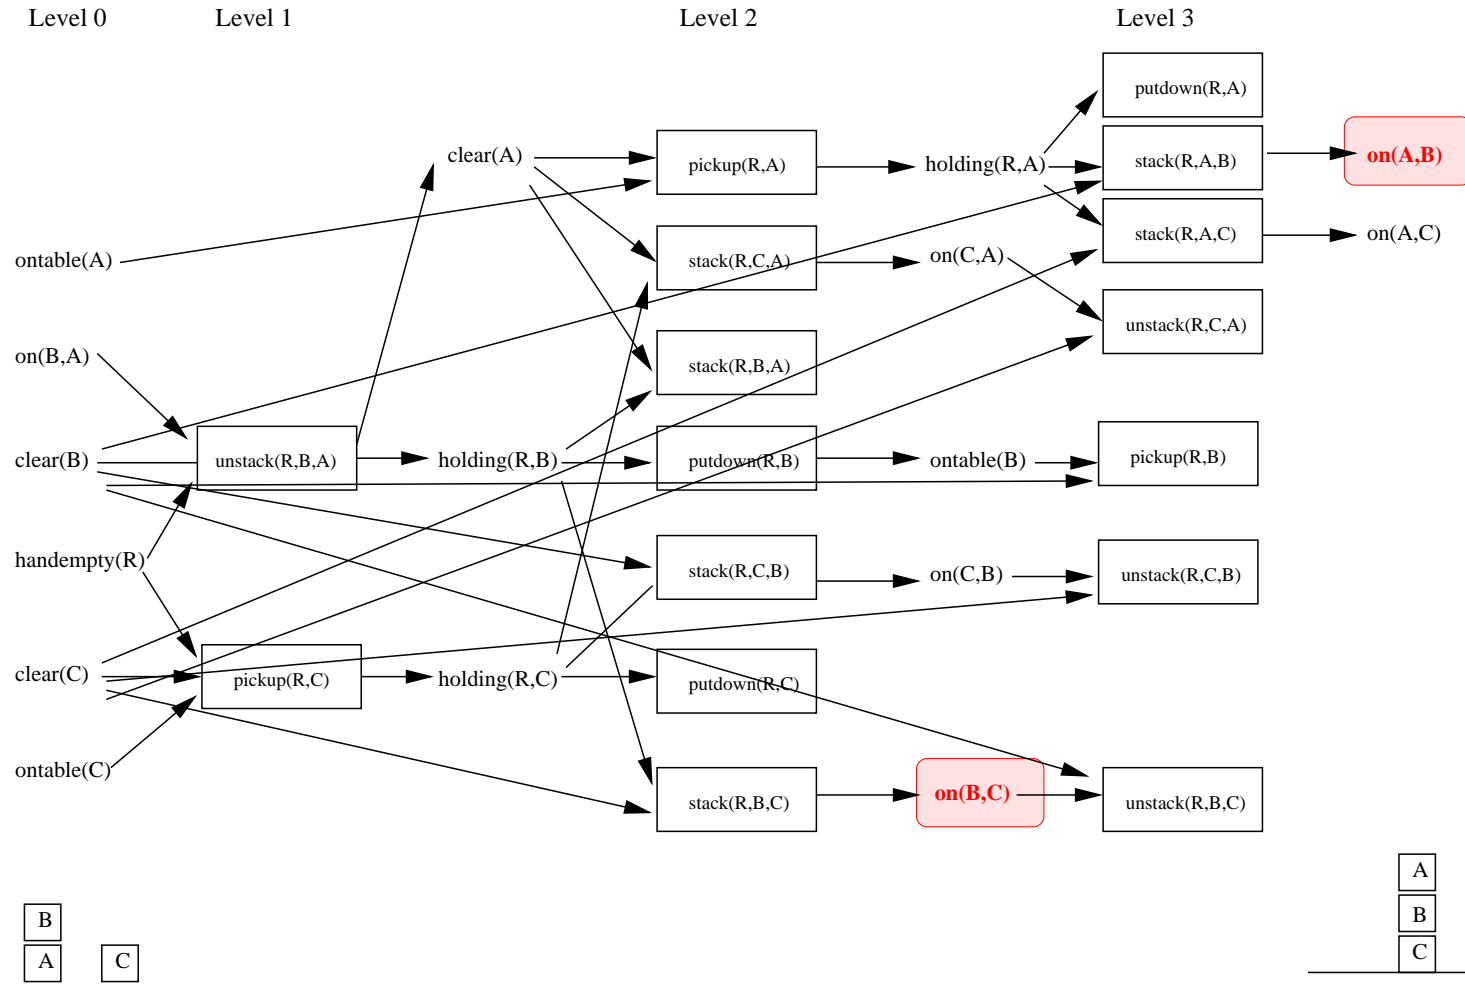 Level 0 Level 1 Level 2 Level 3
putdown(R,A)
clear(A) pickup(R,A) holding(R,A) stack(R,A,B) on(A,B)
ontable(A) stack(R,C,A) on(C,A) stack(R,A,C) on(A,C)
unstack(R,C,A)
on(B,A) stack(R,B,A)
clear(B) unstack(R,B,A) holding(R,B) putdown(R,B) ontable(B) pickup(R,B)
handempty(R) stack(R,C,B) on(C,B) unstack(R,C,B)
clear(C) pickup(R,C) holding(R,C) putdown(R,C)
ontable(C) stack(R,B,C) on(B,C) unstack(R,B,C)
A
B B
A C C